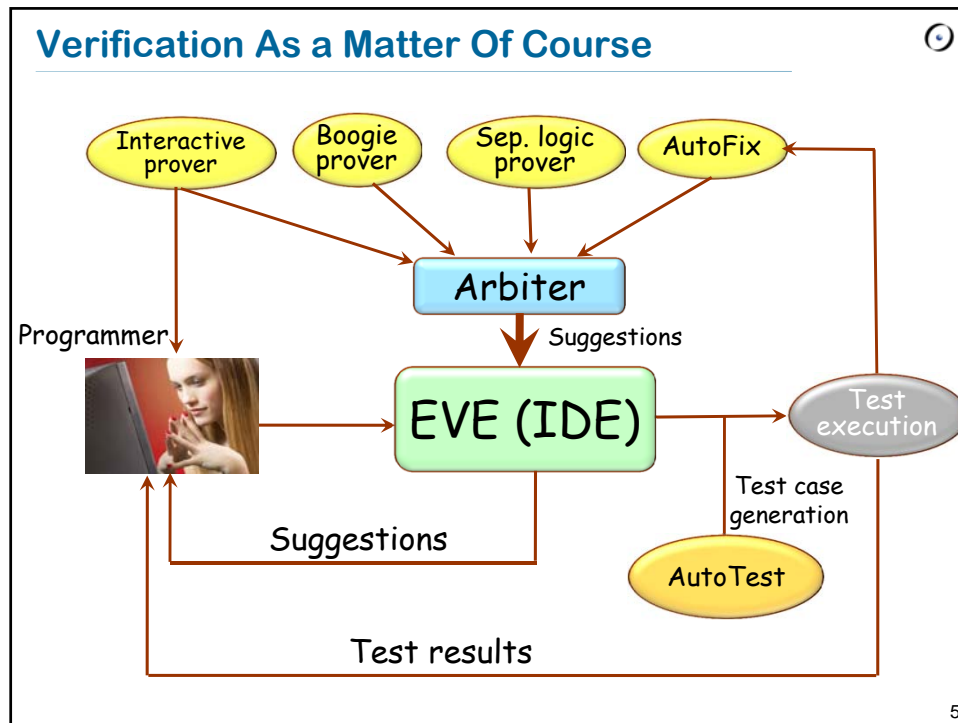 Verification As a Matter Of Course
Interactive
prover
Boogie
prover
Sep. logic
prover
AutoFix
Arbiter
Programmer
Suggestions
EVE (IDE)
Test
execution
Test case
generation
Suggestions
AutoTest
Test results
5